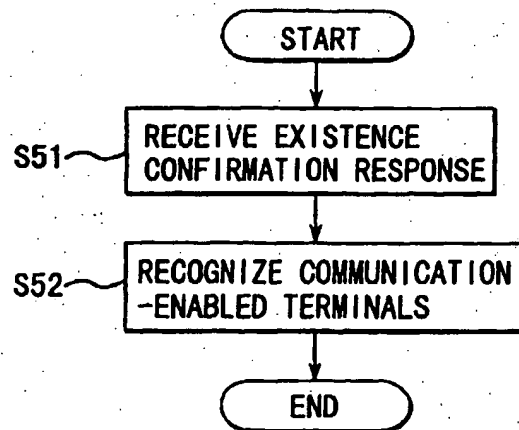 START
S51
RECEIVE EXISTENCE
CONFIRMATION RESPONSE
S52
RECOGNIZE COMMUNICATION
-ENABLED TERMINALS
END